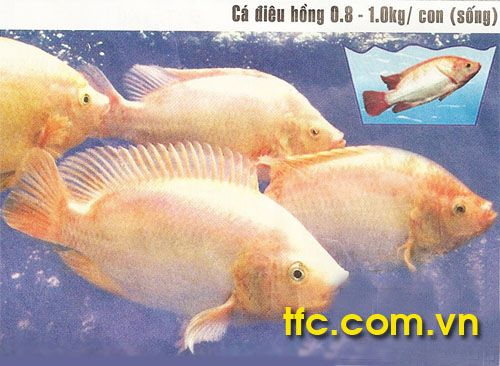 Cá điêu hồng 0.8 - 1.0kg/ con (sống)
tfc.com.vn